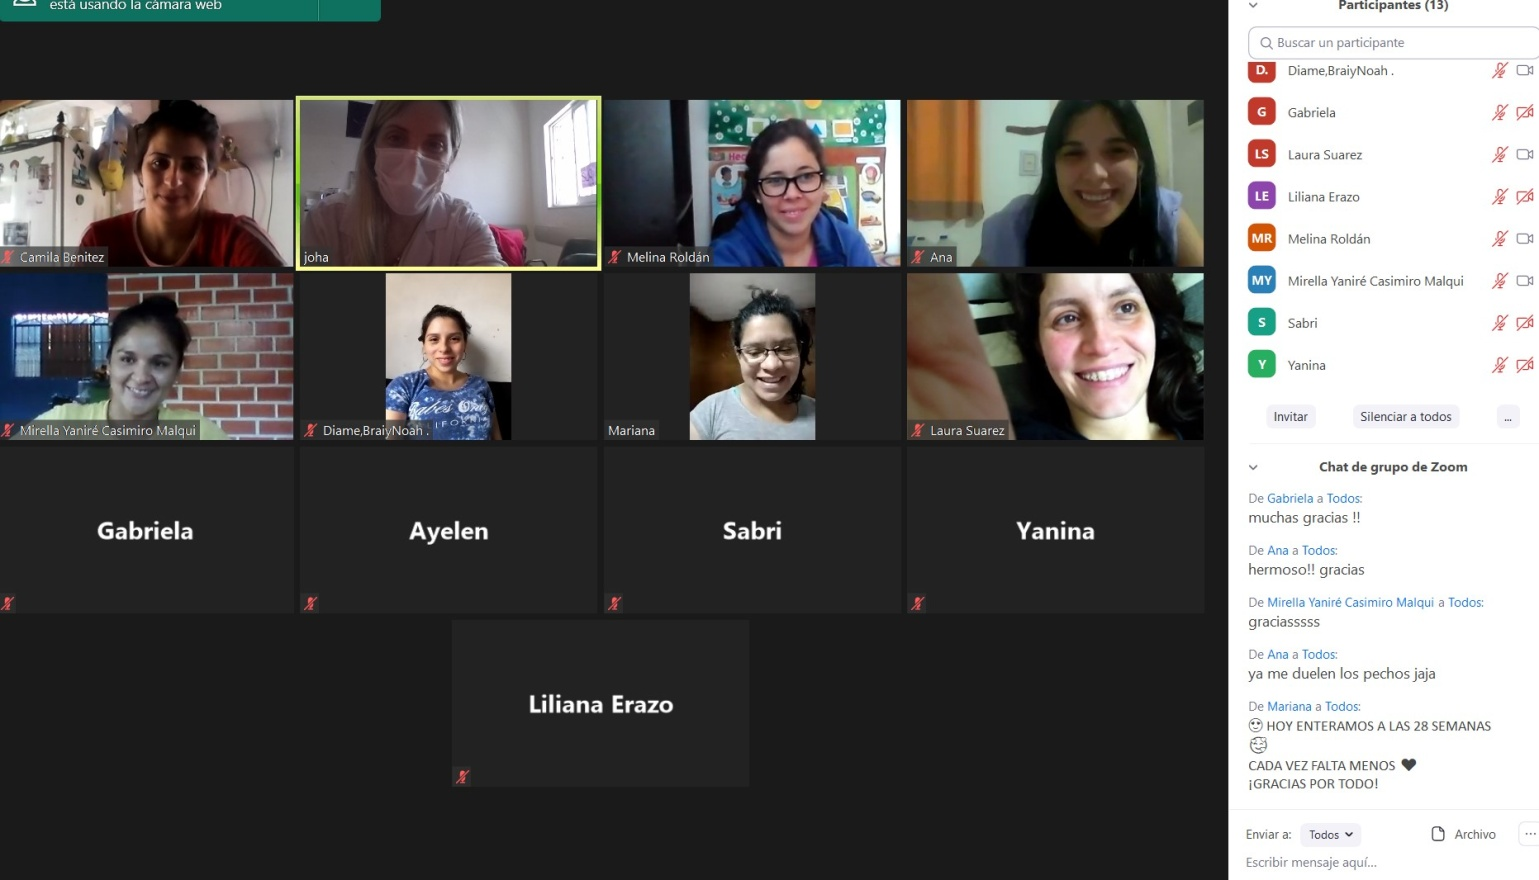 está usando la cámara web
Camila Benitez
joha
Melina Roldán
Ana
Mirella Yaniré Casimiro Malqui
Diame,BraiyNoah .
Mariana
Laura Suarez
Gabriela
Ayelen
Sabri
Yanina
Liliana Erazo
Participantes (13)
Buscar un participante
D. Diame,BraiyNoah .
G Gabriela
LS Laura Suarez
LE Liliana Erazo
MR Melina Roldán
MY Mirella Yaniré Casimiro Malqui
S Sabri
Y Yanina
Invitar Silenciar a todos ...
Chat de grupo de Zoom
De Gabriela a Todos:
muchas gracias !!
De Ana a Todos:
hermoso!! gracias
De Mirella Yaniré Casimiro Malqui a Todos:
graciasssss
De Ana a Todos:
ya me duelen los pechos jaja
De Mariana a Todos:
HOY ENTERAMOS A LAS 28 SEMANAS
CADA VEZ FALTA MENOS
¡GRACIAS POR TODO!
Enviar a: Todos Archivo ...
Escribir mensaje aquí...